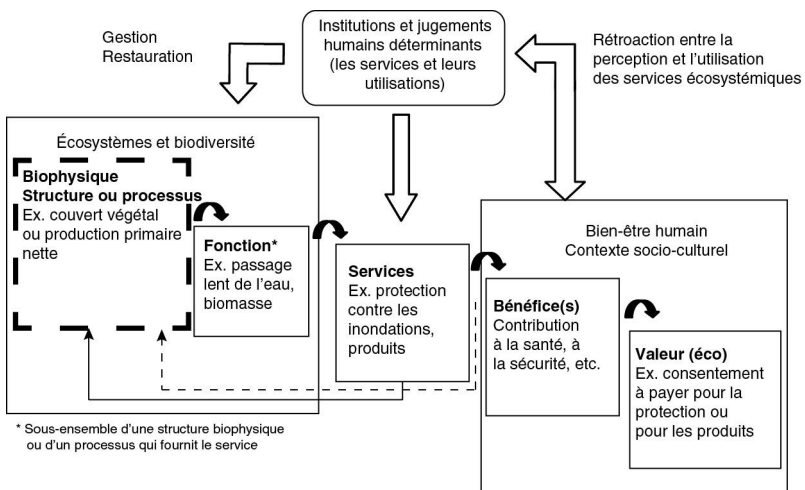 Gestion
Restauration
Institutions et jugements
humains déterminants
(les services et leurs
utilisations)
Rétroaction entre la
perception et l'utilisation
des services écosystémiques
Écosystèmes et biodiversité
Biophysique
Structure ou processus
Ex. couvert végétal
ou production primaire
nette
Fonction*
Ex. passage
lent de l'eau,
biomasse
Services
Ex. protection
contre les
inondations,
produits
Bien-être humain
Contexte socio-culturel
Bénéfice(s)
Contribution
à la santé, à
la sécurité, etc.
Valeur (éco)
Ex. consentement
à payer pour la
protection ou
pour les produits
* Sous-ensemble d'une structure biophysique
ou d'un processus qui fournit le service